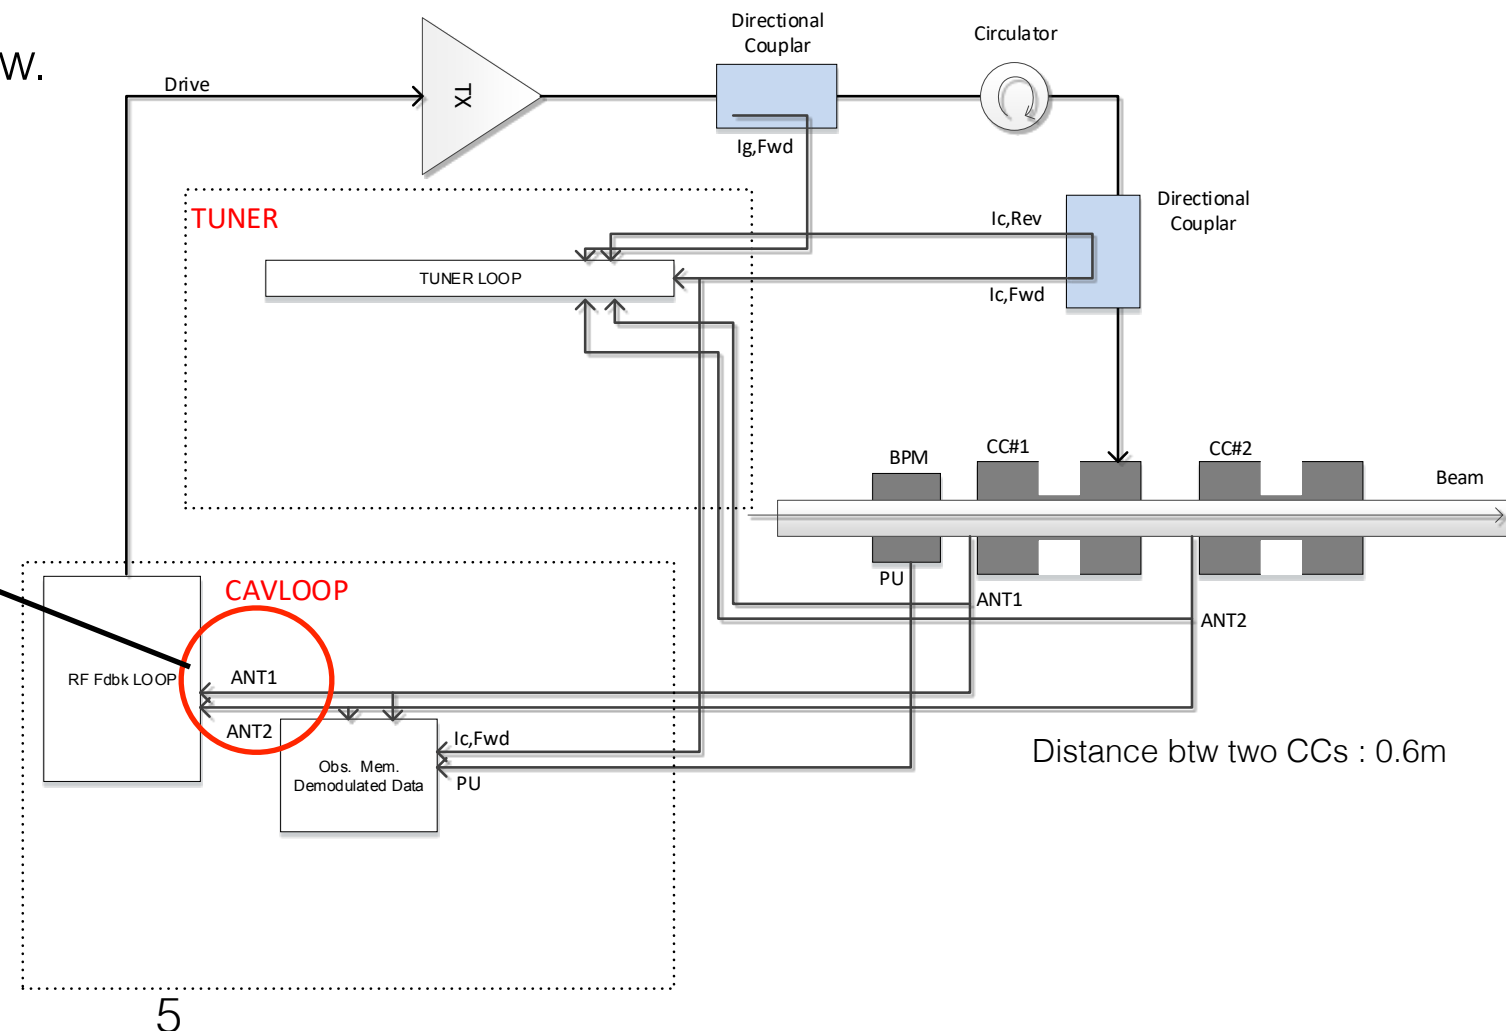 w.
Directional
Couplar
Circulator
Drive
TX
Ig,Fwd
Directional
Couplar
TUNER
Ic,Rev
TUNER LOOP
Ic,Fwd
BPM
CC#1
CC#2
Beam
PU
CAVLOOP
ANT1
ANT2
RF Fdbk LOOP
ANT1
ANT2
Ic,Fwd
Obs. Mem.
Demodulated Data
PU
Distance btw two CCs : 0.6m
5